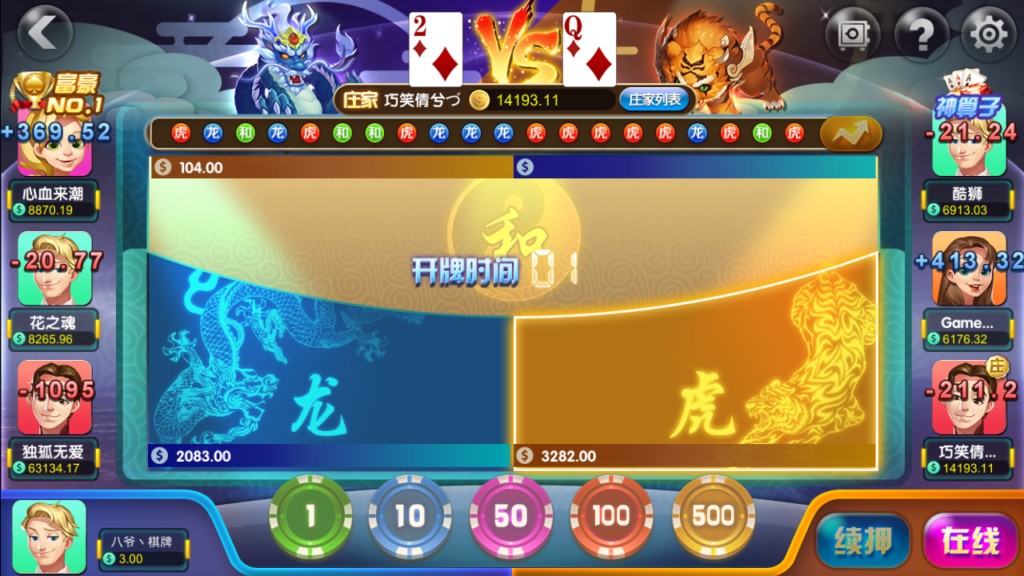 2
VS
Q
?
富豪
NO.1
庄家 巧笑倩兮づ 14193.11
庄家列表
神算子
+369.52
虎 龙 和 龙 虎 和 和 虎 龙 龙 龙 虎 虎 虎 虎 虎 龙 虎 和 虎
-21.24
$ 104.00
$
心血来潮
$ 8870.19
酷狮
$ 6913.03
和
-20.77
开牌时间 01
+413.32
花之魂
$ 8265.96
Game...
$ 6176.32
-1095
龙
虎
庄
-211.2
独孤无爱
$ 63134.17
$ 2083.00
$ 3282.00
巧笑倩...
$ 14193.11
八爷丶棋牌
$ 3.00
1
10
50
100
500
续押
在线